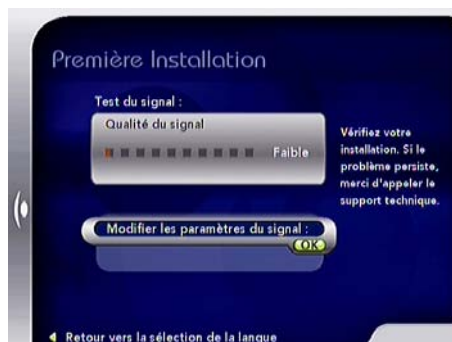 Première Installation
Test du signal :
Qualité du signal
Faible
Vérifiez votre
installation. Si le
problème persiste,
merci d'appeler le
support technique.
Modifier les paramètres du signal :
OK
Retour vers la sélection de la langue